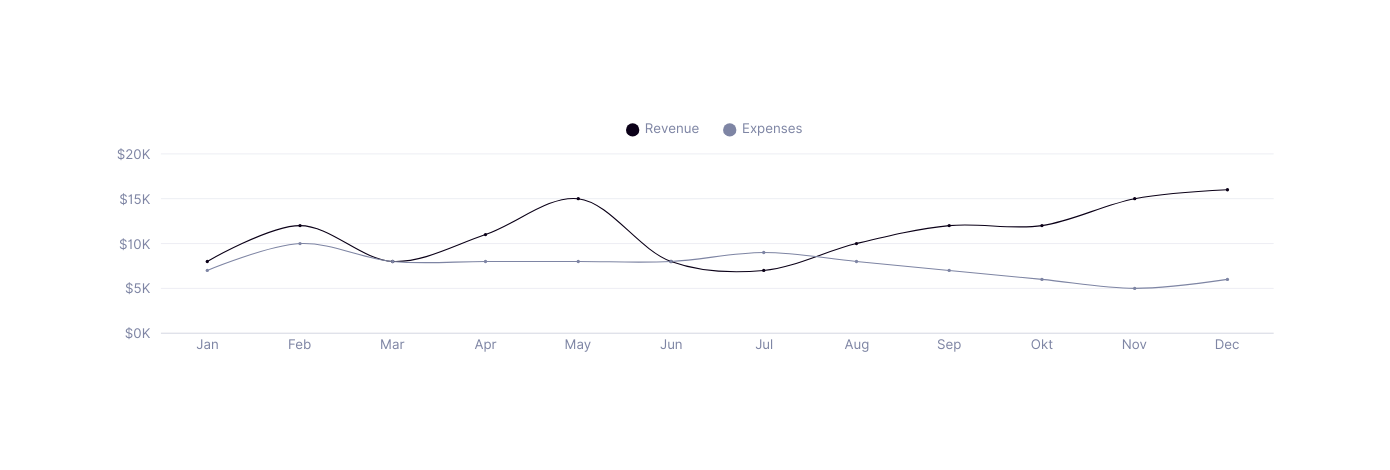 Revenue Expenses
$20K
$15K
$10K
$5K
$0K
Jan Feb Mar Apr May Jun Jul Aug Sep Okt Nov Dec